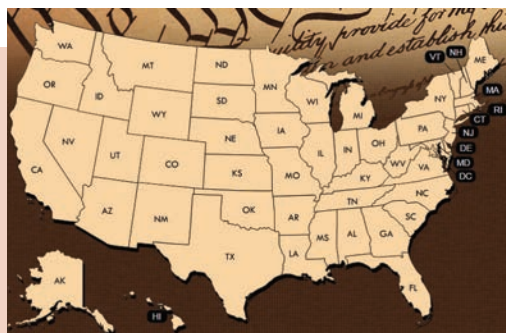 WE THE
provide for the
and establish this
WA
MT
ND
MN
VT
NH
ME
OR
ID
SD
WI
MI
NY
MA
RI
CT
WY
IA
PA
NJ
NE
IL
IN
OH
DE
NV
UT
CO
KS
MO
WV
VA
MD
DC
CA
KY
NC
TN
AZ
NM
OK
AR
SC
MS
AL
GA
TX
LA
FL
AK
HI